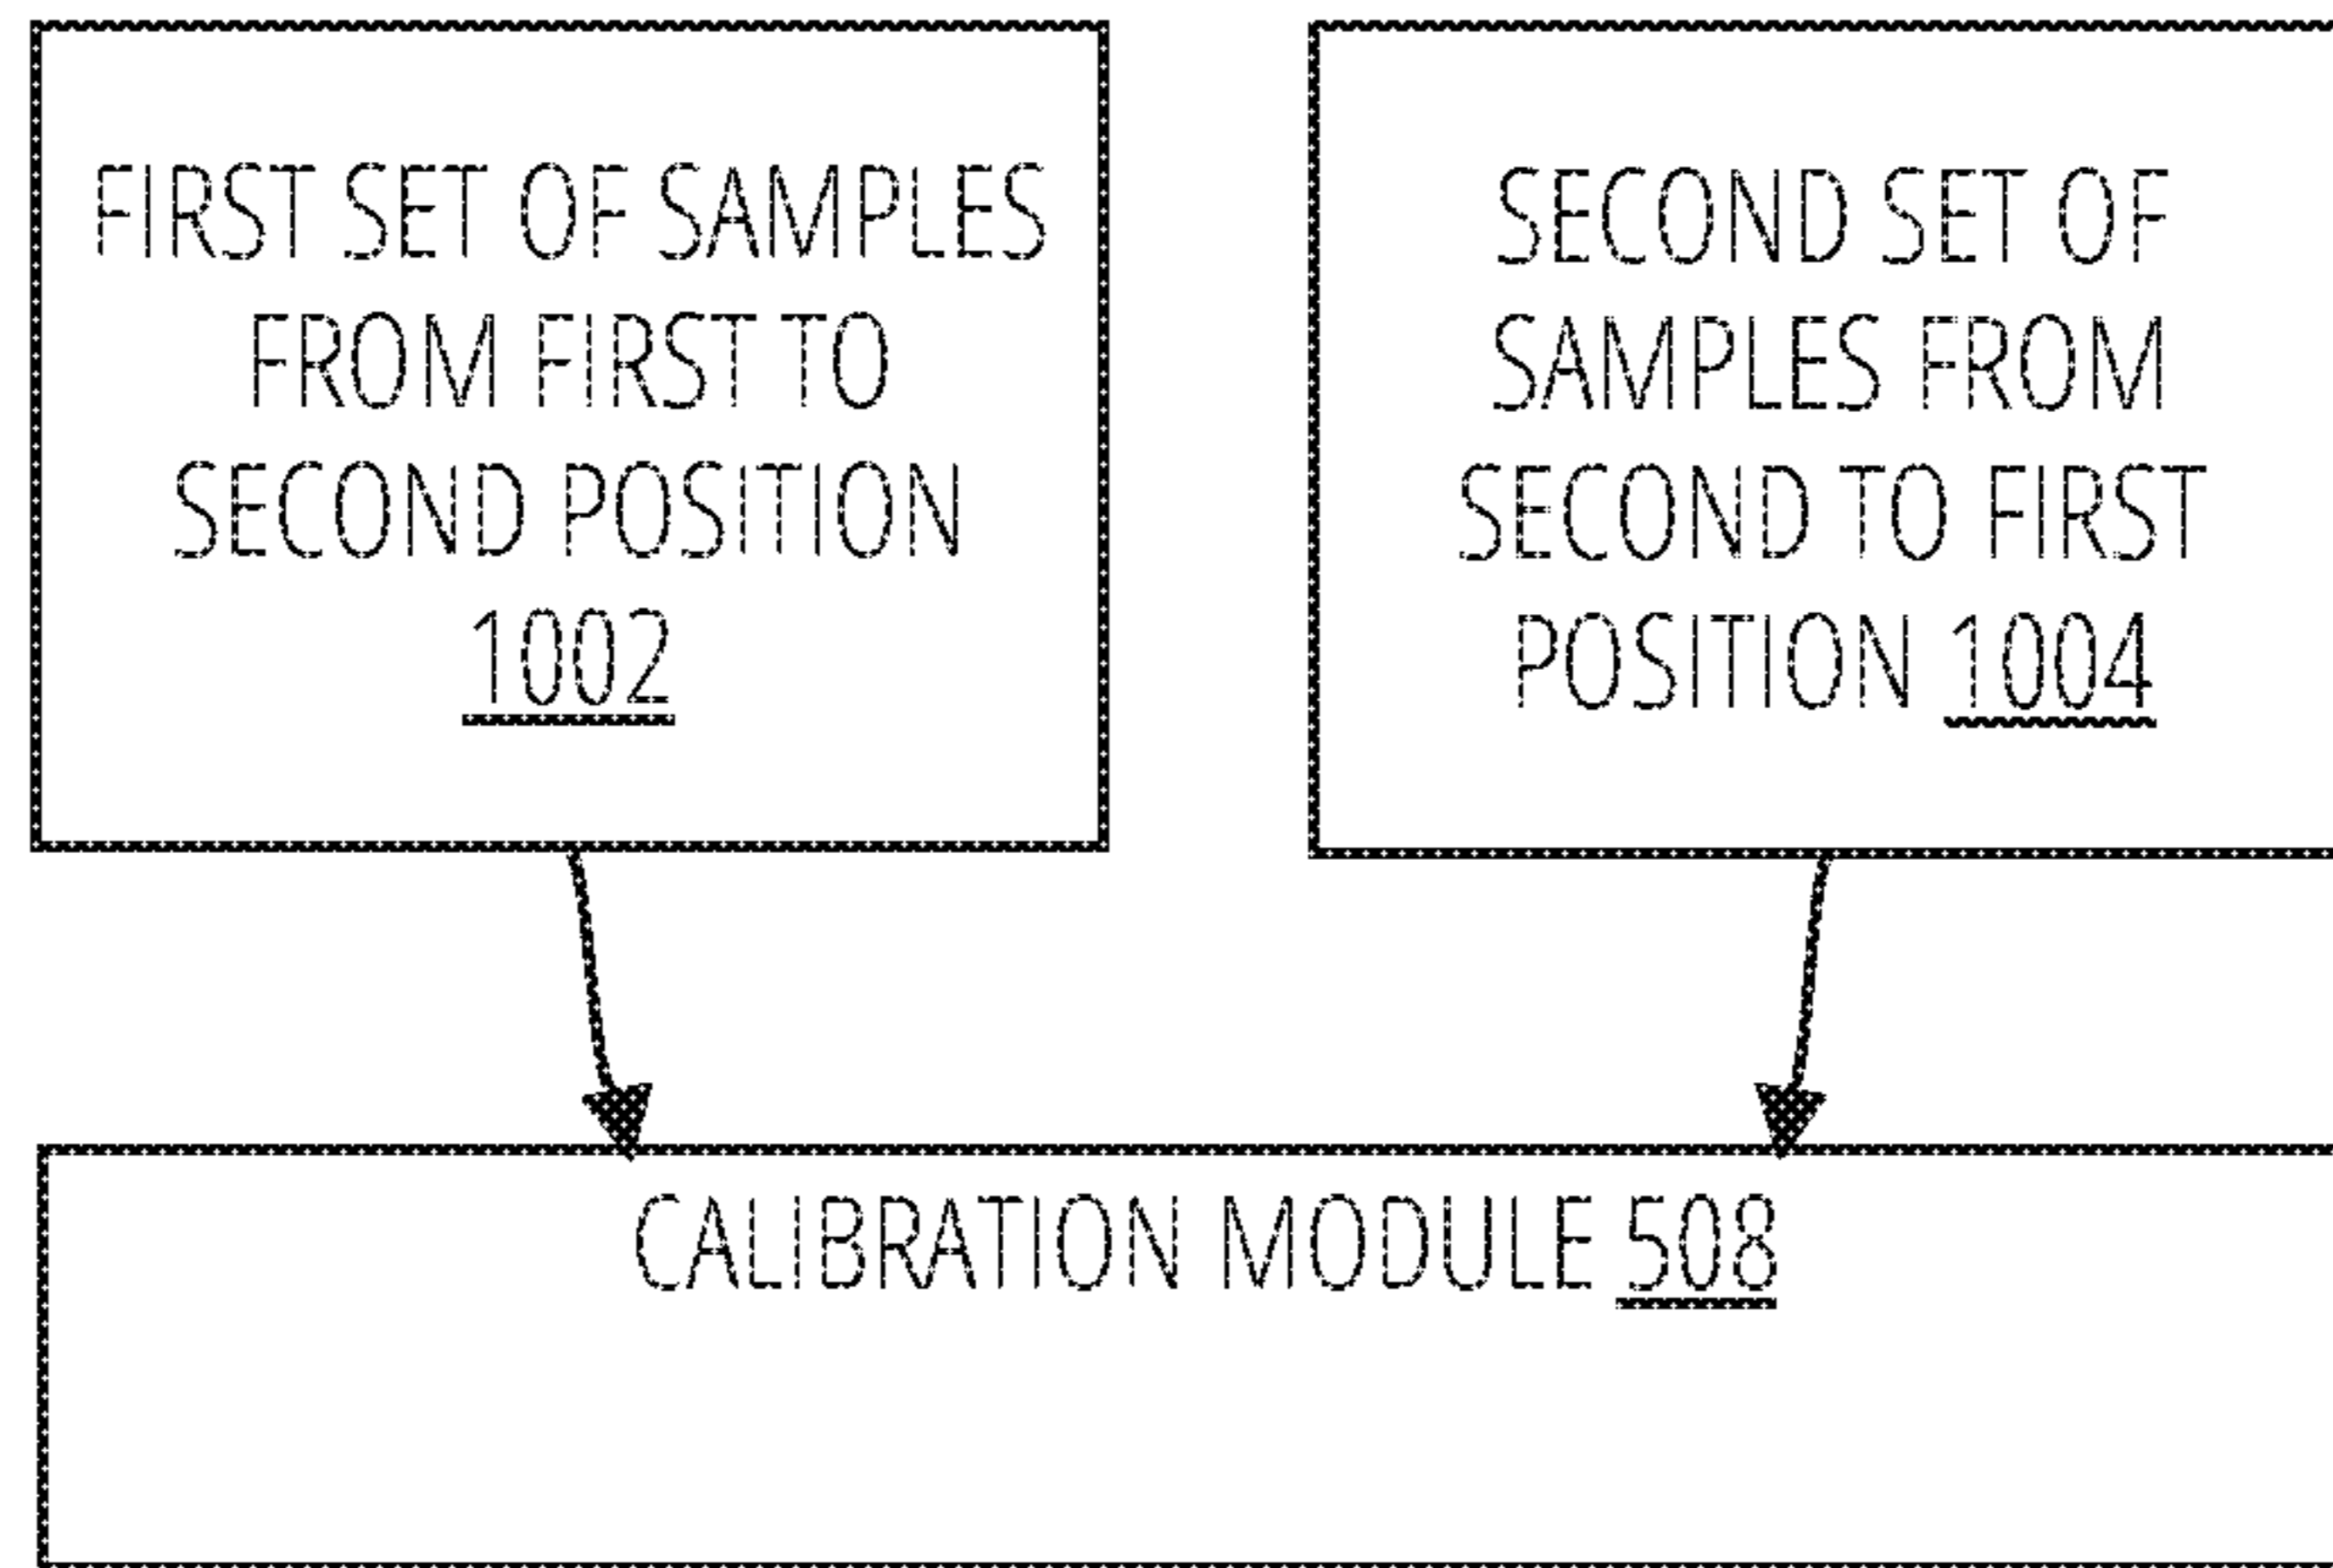 FIRST SET OF SAMPLES
FROM FIRST TO
SECOND POSITION
1002
SECOND SET OF
SAMPLES FROM
SECOND TO FIRST
POSITION 1004
CALIBRATION MODULE 508